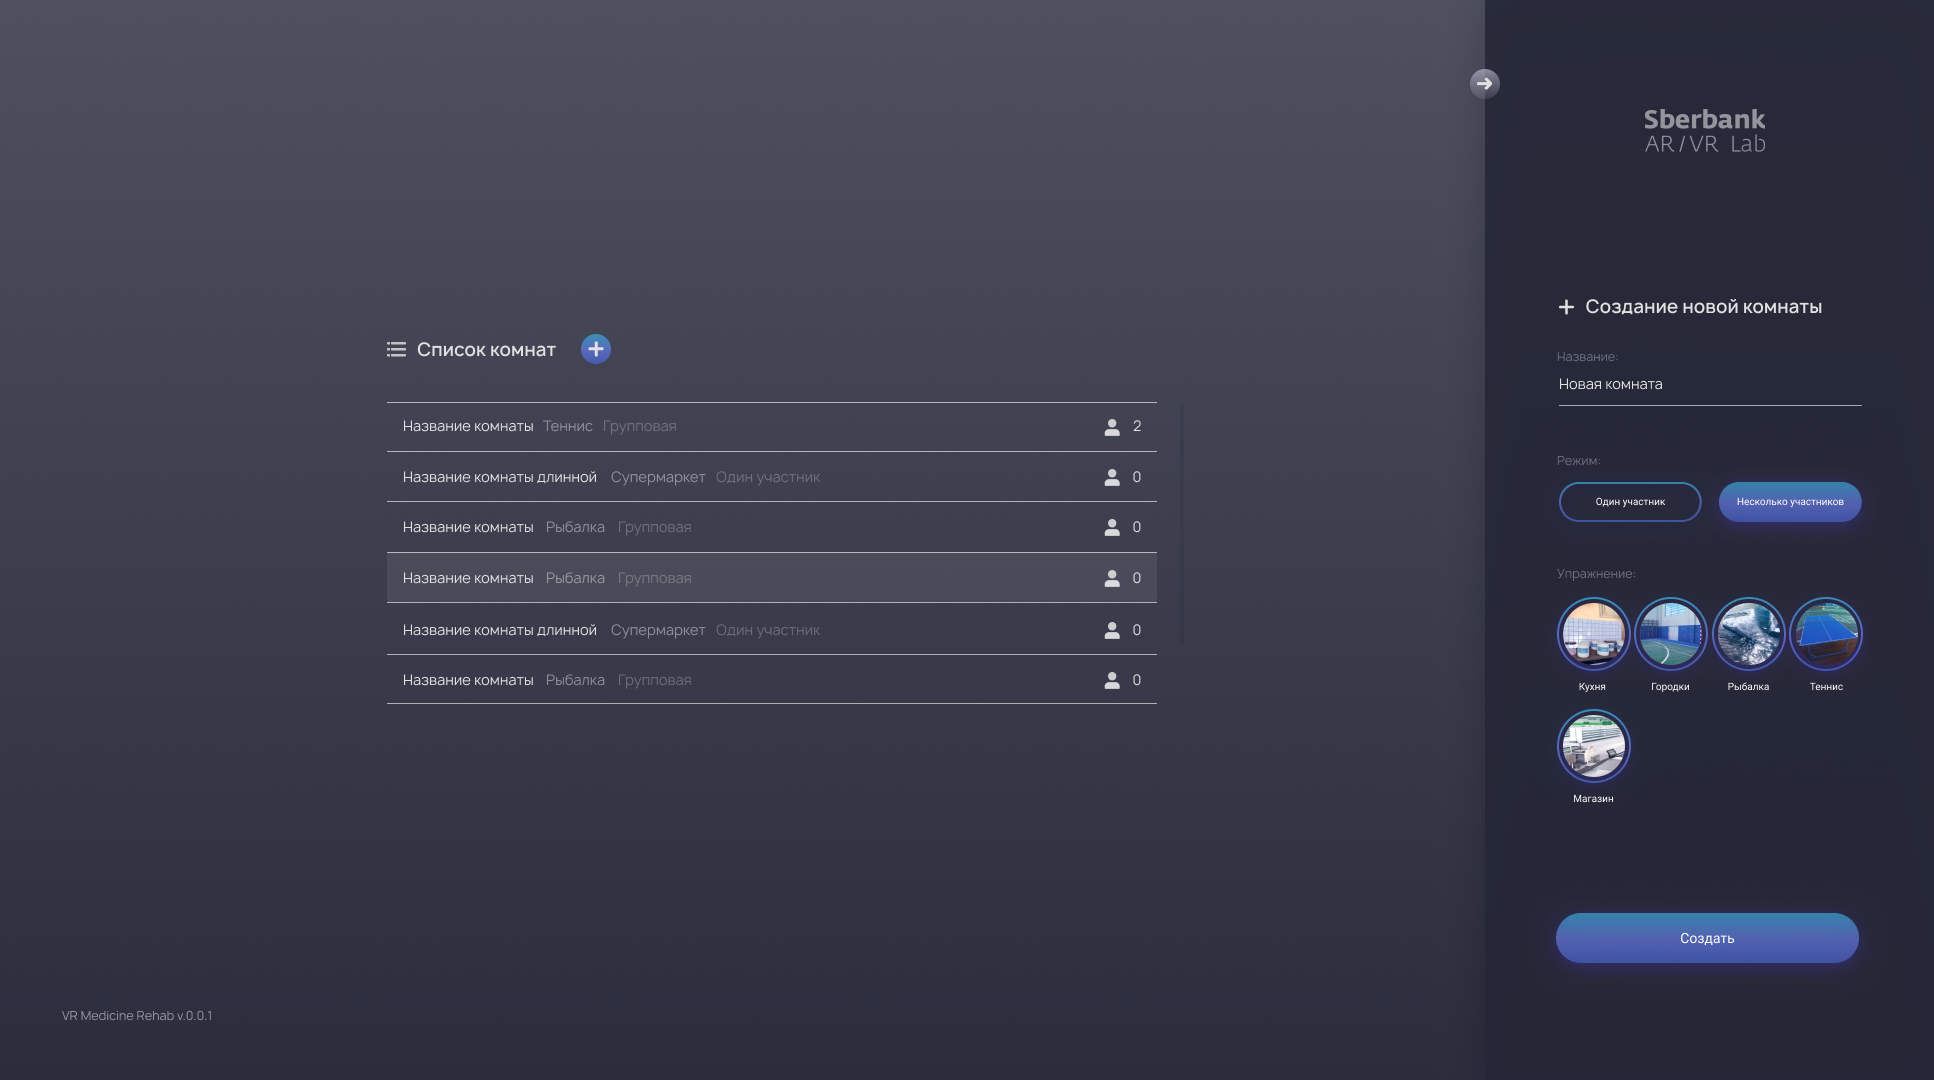 Sberbank
AR/VR Lab
Список комнат
Название комнаты Теннис Групповая 2
Название комнаты длинной Супермаркет Один участник 0
Название комнаты Рыбалка Групповая 0
Название комнаты Рыбалка Групповая 0
Название комнаты длинной Супермаркет Один участник 0
Название комнаты Рыбалка Групповая 0
VR Medicine Rehab v.0.0.1
Создание новой комнаты
Название:
Новая комната
Режим:
Один участник Несколько участников
Упражнение:
Кухня Городки Рыбалка Теннис
Магазин
Создать